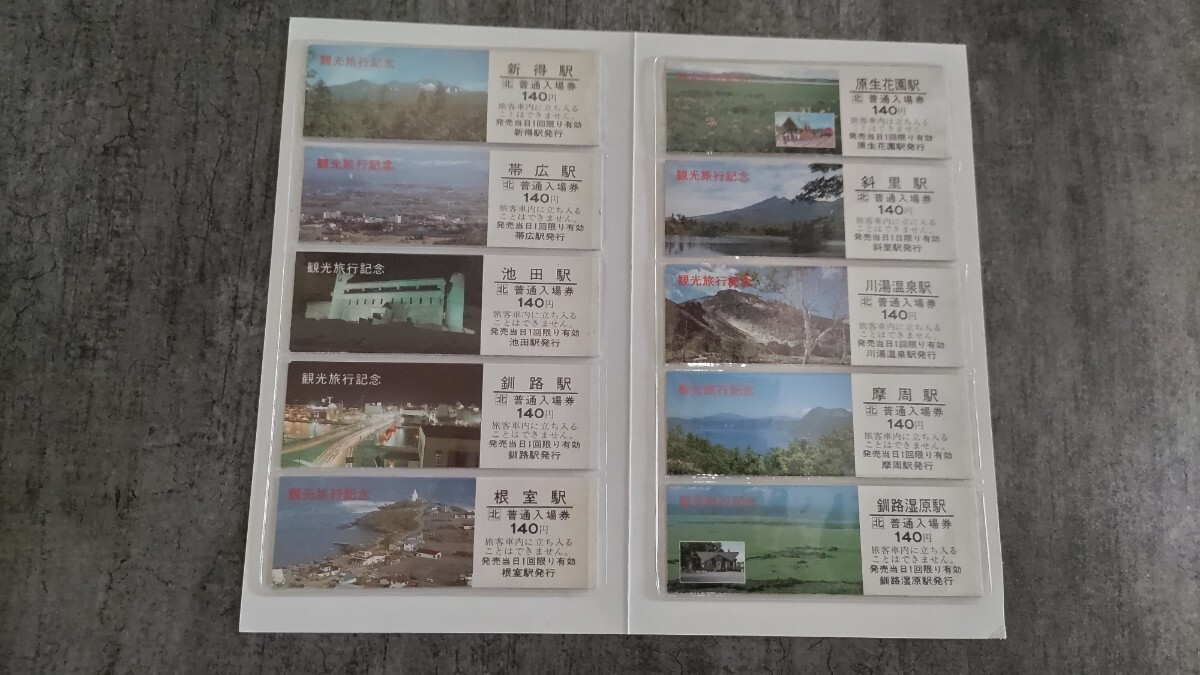 観光旅行記念
新得駅
北 普通入場券
140円
旅客車内に立ち入る
ことはできません。
発売当日1回限り有効
新得駅発行
観光旅行記念
帯広駅
北 普通入場券
140円
旅客車内に立ち入る
ことはできません。
発売当日1回限り有効
帯広駅発行
観光旅行記念
池田駅
北 普通入場券
140円
旅客車内に立ち入る
ことはできません。
発売当日1回限り有効
池田駅発行
観光旅行記念
釧路駅
北 普通入場券
140円
旅客車内に立ち入る
ことはできません。
発売当日1回限り有効
釧路駅発行
観光旅行記念
根室駅
北 普通入場券
140円
旅客車内に立ち入る
ことはできません。
発売当日1回限り有効
根室駅発行
原生花園駅
北 普通入場券
140円
旅客車内に立ち入る
ことはできません。
発売当日1回限り有効
原生花園駅発行
観光旅行記念
斜里駅
北 普通入場券
140円
旅客車内に立ち入る
ことはできません。
発売当日1回限り有効
斜里駅発行
観光旅行記念
川湯温泉駅
北 普通入場券
140円
旅客車内に立ち入る
ことはできません。
発売当日1回限り有効
川湯温泉駅発行
観光旅行記念
摩周駅
北 普通入場券
140円
旅客車内に立ち入る
ことはできません。
発売当日1回限り有効
摩周駅発行
観光旅行記念
釧路湿原駅
北 普通入場券
140円
旅客車内に立ち入る
ことはできません。
発売当日1回限り有効
釧路湿原駅発行